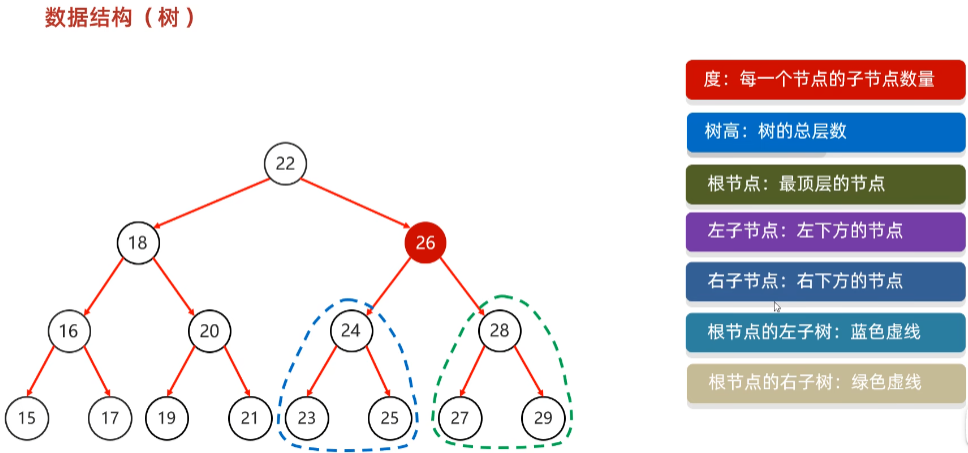 数据结构（树）
度：每一个节点的子节点数量
树高：树的总层数
根节点：最顶层的节点
左子节点：左下方的节点
右子节点：右下方的节点
根节点的左子树：蓝色虚线
根节点的右子树：绿色虚线
22
18 26
16 20 24 28
15 17 19 21 23 25 27 29